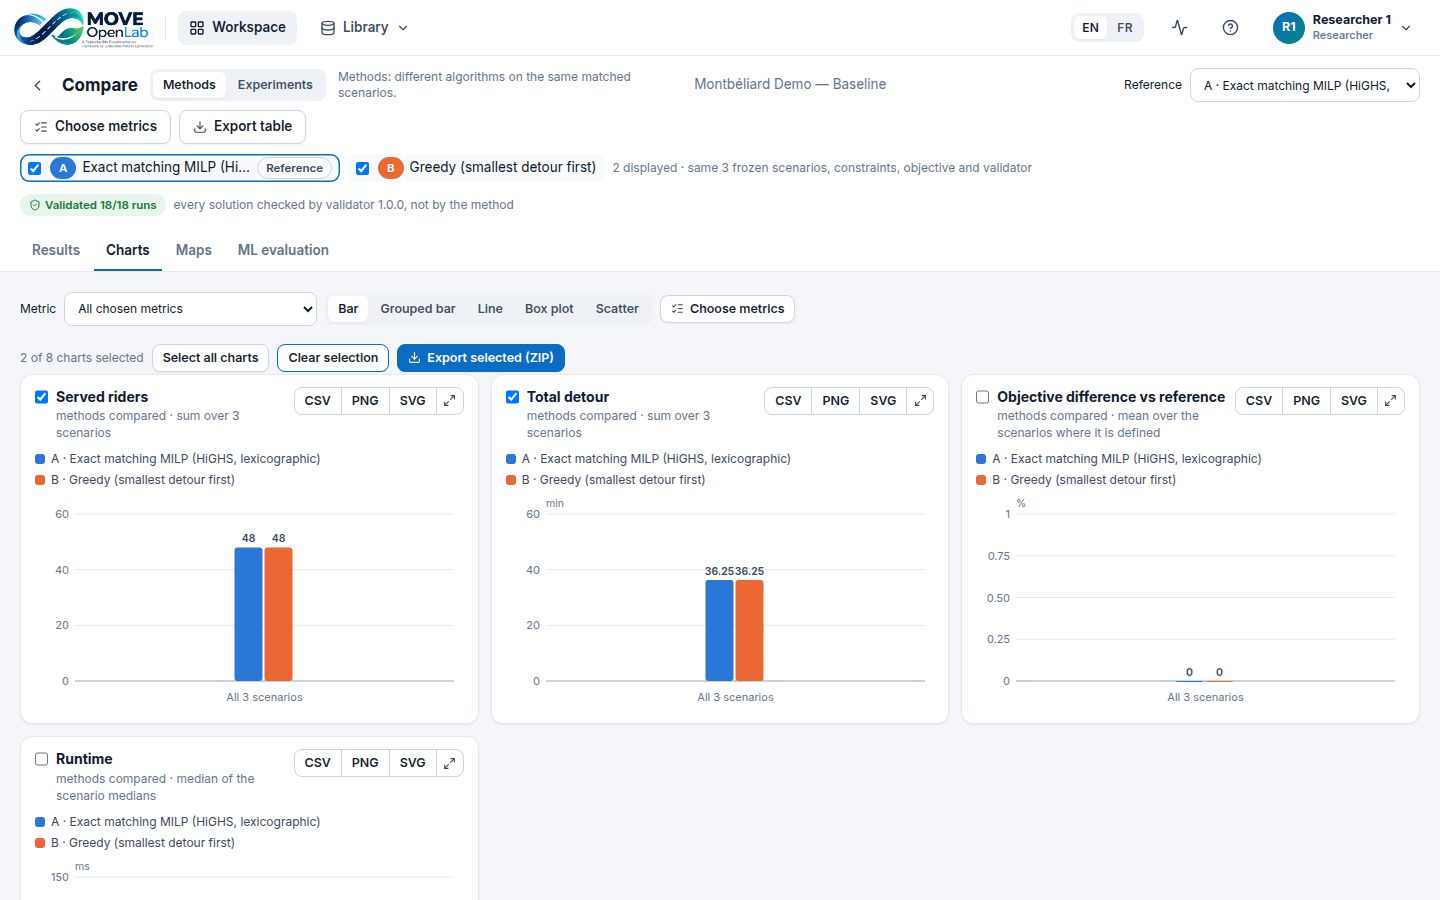 MOVE
OpenLab
Workspace
Library
EN
FR
R1
Researcher 1
Researcher
Compare
Methods
Experiments
Methods: different algorithms on the same matched
scenarios.
Montbéliard Demo — Baseline
Reference
A · Exact matching MILP (HiGHS,
Choose metrics
Export table
A
Exact matching MILP (Hi...
Reference
B
Greedy (smallest detour first)
2 displayed · same 3 frozen scenarios, constraints, objective and validator
Validated 18/18 runs
every solution checked by validator 1.0.0, not by the method
Results
Charts
Maps
ML evaluation
Metric
All chosen metrics
Bar
Grouped bar
Line
Box plot
Scatter
Choose metrics
2 of 8 charts selected
Select all charts
Clear selection
Export selected (ZIP)
Served riders
CSV
PNG
SVG
methods compared · sum over 3
scenarios
A · Exact matching MILP (HiGHS, lexicographic)
B · Greedy (smallest detour first)
60
48
48
40
20
0
All 3 scenarios
Total detour
CSV
PNG
SVG
methods compared · sum over 3
scenarios
A · Exact matching MILP (HiGHS, lexicographic)
B · Greedy (smallest detour first)
min
60
40
36.25
36.25
20
0
All 3 scenarios
Objective difference vs reference
CSV
PNG
SVG
methods compared · mean over the
scenarios where it is defined
A · Exact matching MILP (HiGHS, lexicographic)
B · Greedy (smallest detour first)
%
1
0.75
0.50
0.25
0
0
0
All 3 scenarios
Runtime
CSV
PNG
SVG
methods compared · median of the
scenario medians
A · Exact matching MILP (HiGHS, lexicographic)
B · Greedy (smallest detour first)
ms
150